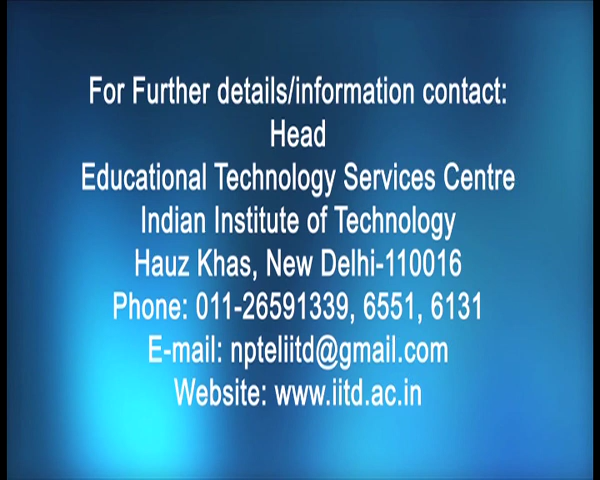 For Further details/information contact:
Head
Educational Technology Services Centre
Indian Institute of Technology
Hauz Khas, New Delhi-110016
Phone: 011-26591339, 6551, 6131
E-mail: npteliitd@gmail.com
Website: www.iitd.ac.in